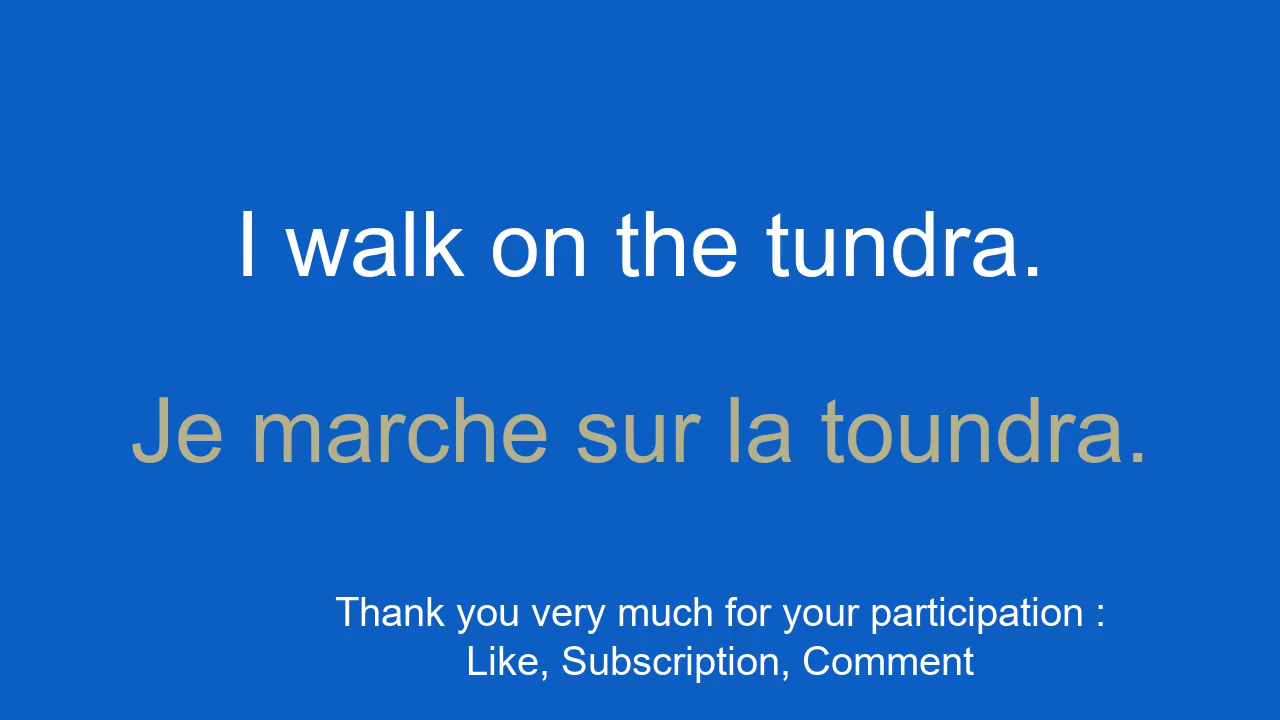 I walk on the tundra.
Je marche sur la toundra.
Thank you very much for your participation :
Like, Subscription, Comment